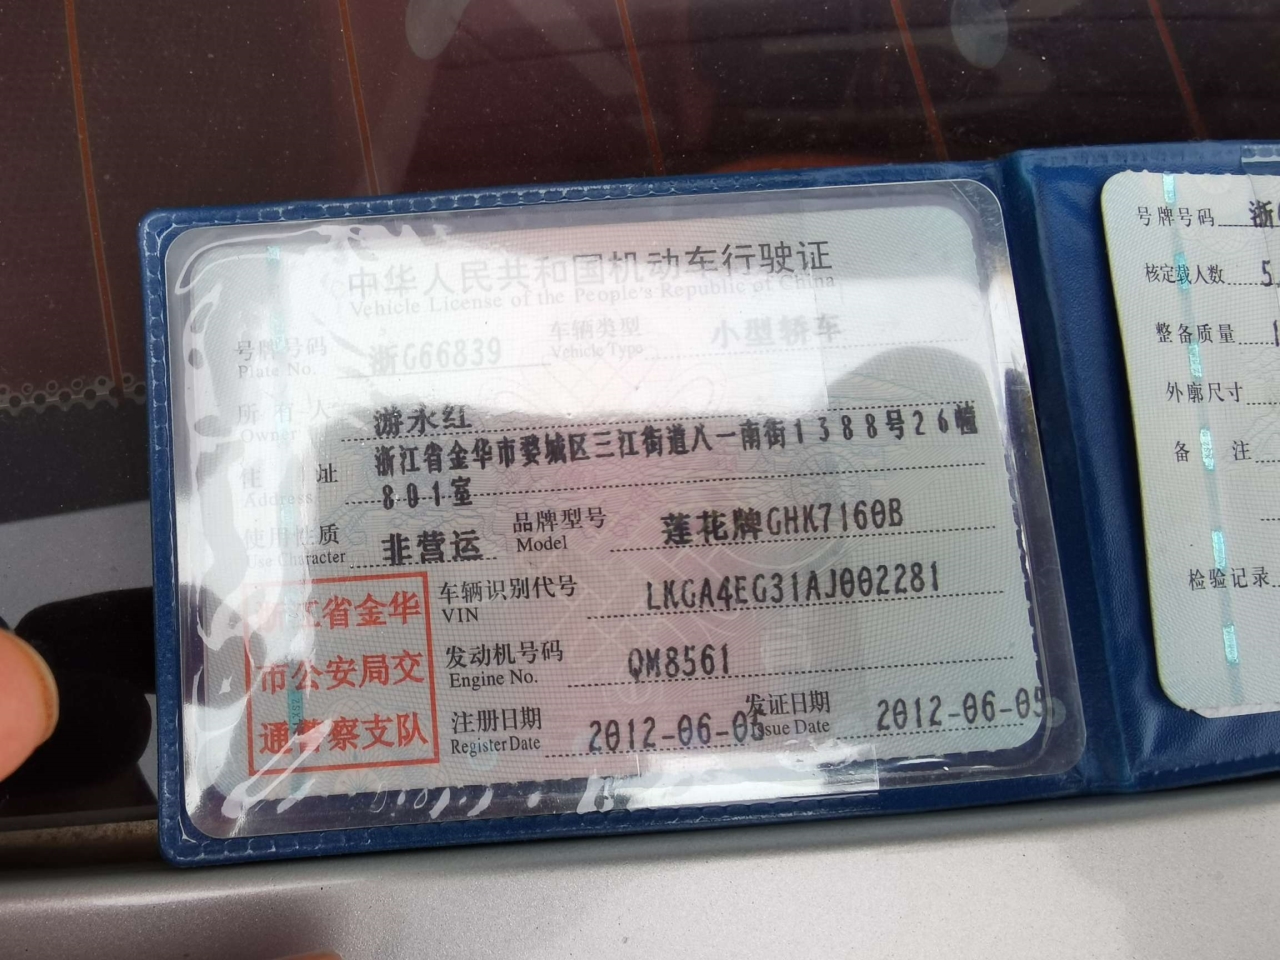 中华人民共和国机动车行驶证
Vehicle License of the People's Republic of China
号牌号码 浙G66839 车辆类型 小型轿车
Plate No. Vehicle Type
所有人 游永红
Owner
住址 浙江省金华市婺城区三江街道八一南街1388号26幢
Address 801室
使用性质 非营运 品牌型号 莲花牌GHK7160B
Use Character Model
浙江省金华
市公安局交
通警察支队
车辆识别代号 LKGA4EG31AJ002281
VIN
发动机号码 QM8561
Engine No.
注册日期 2012-06-05 发证日期 2012-06-05
Register Date Issue Date
号牌号码 浙
核定载人数 5
整备质量 1
外廓尺寸
备注
检验记录